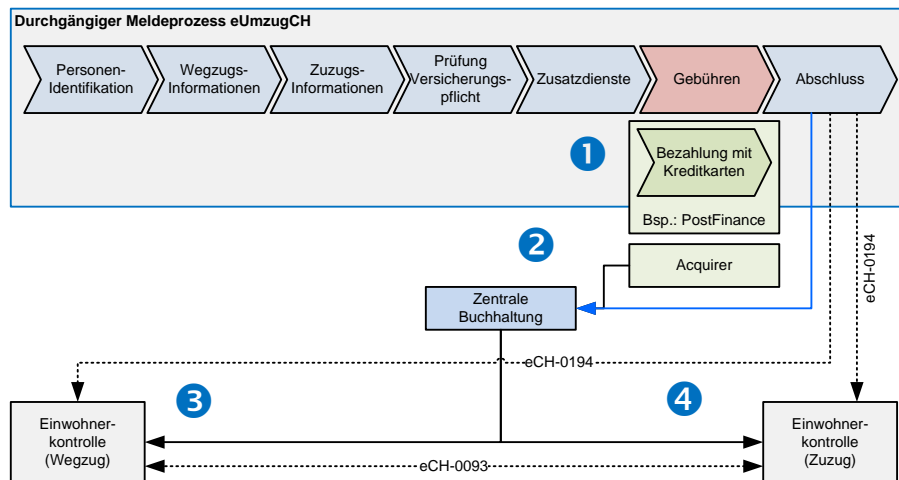 Durchgängiger Meldeprozess eUmzugCH
Personen-
Identifikation
Wegzugs-
Informationen
Zuzugs-
Informationen
Prüfung
Versicherungs-
pflicht
Zusatzdienste
Gebühren
Abschluss
1
Bezahlung mit
Kreditkarten
Bsp.: PostFinance
2
Acquirer
eCH-0194
Zentrale
Buchhaltung
eCH-0194
3
4
Einwohner-
kontrolle
(Wegzug)
Einwohner-
kontrolle
(Zuzug)
eCH-0093